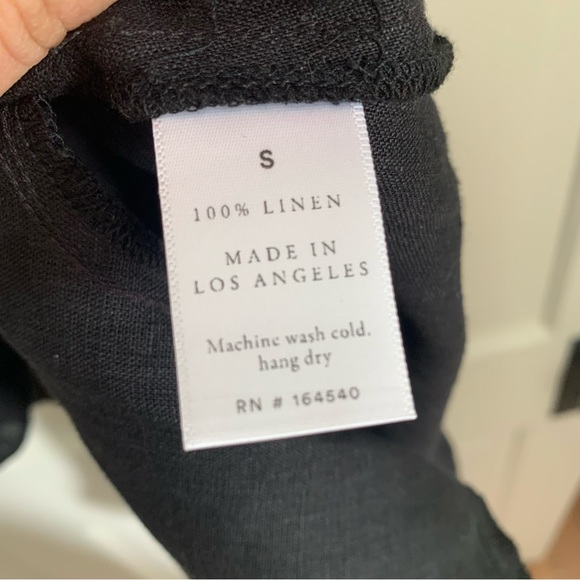 S
100% LINEN
MADE IN
LOS ANGELES
Machine wash cold.
hang dry
RN # 164540